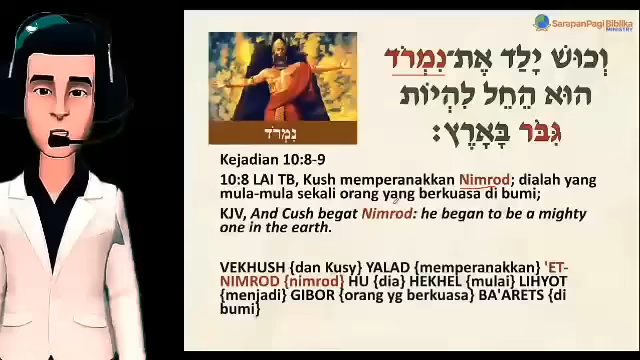 SarapanPagi Biblika
MINISTRY
וְכוּשׁ יָלַד אֶת־נִמְרֹד
הוּא הֵחֵל לִהְיוֹת
גִּבֹּר בָּאָרֶץ׃
נִמְרֹד
Kejadian 10:8-9
10:8 LAI TB, Kush memperanakkan Nimrod; dialah yang
mula-mula sekali orang yang berkuasa di bumi;
KJV, And Cush begat Nimrod: he began to be a mighty
one in the earth.
VEKHUSH {dan Kusy} YALAD {memperanakkan} 'ET-
NIMROD {nimrod} HU {dia} HEKHEL {mulai} LIHYOT
{menjadi} GIBOR {orang yg berkuasa} BA'ARETS {di
bumi}